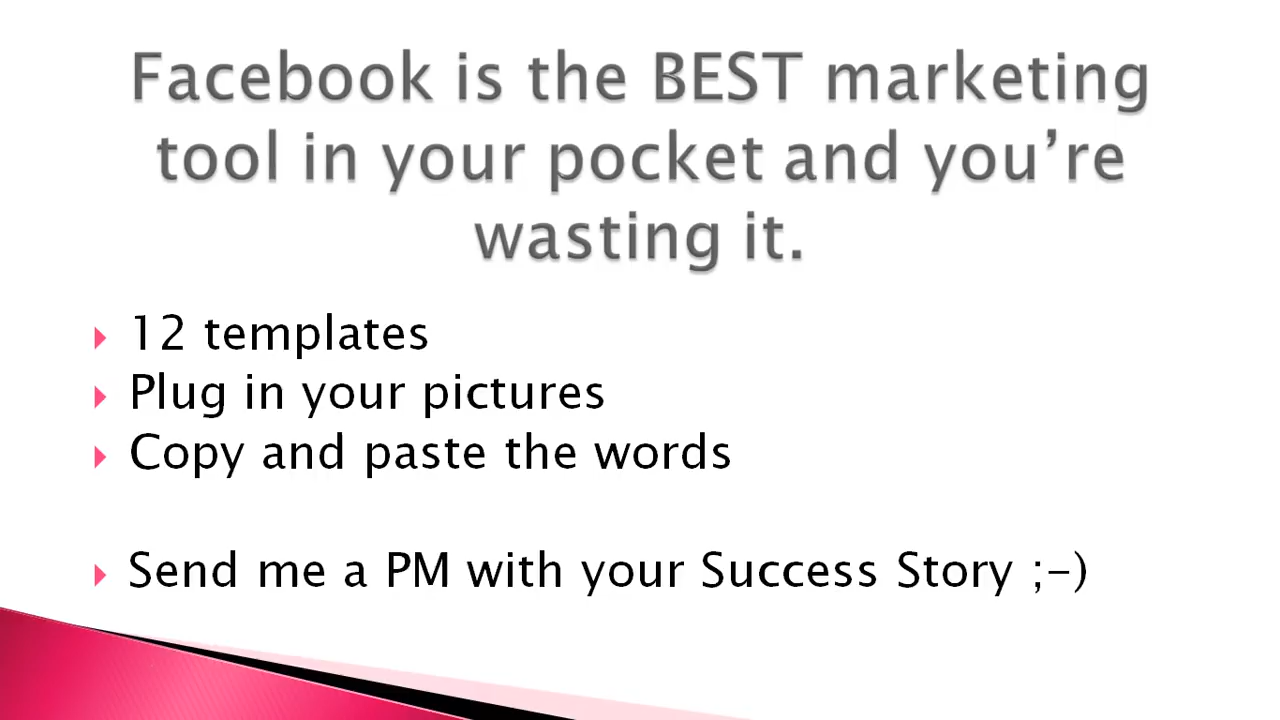 Facebook is the BEST marketing
tool in your pocket and you’re
wasting it.
12 templates
Plug in your pictures
Copy and paste the words
Send me a PM with your Success Story ;-)